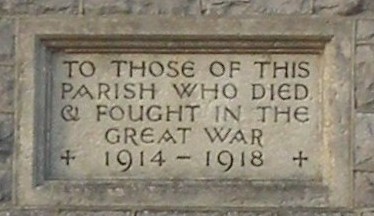 TO THOSE OF THIS
PARISH WHO DIED
& FOUGHT IN THE
GREAT WAR
+ 1914 - 1918 +